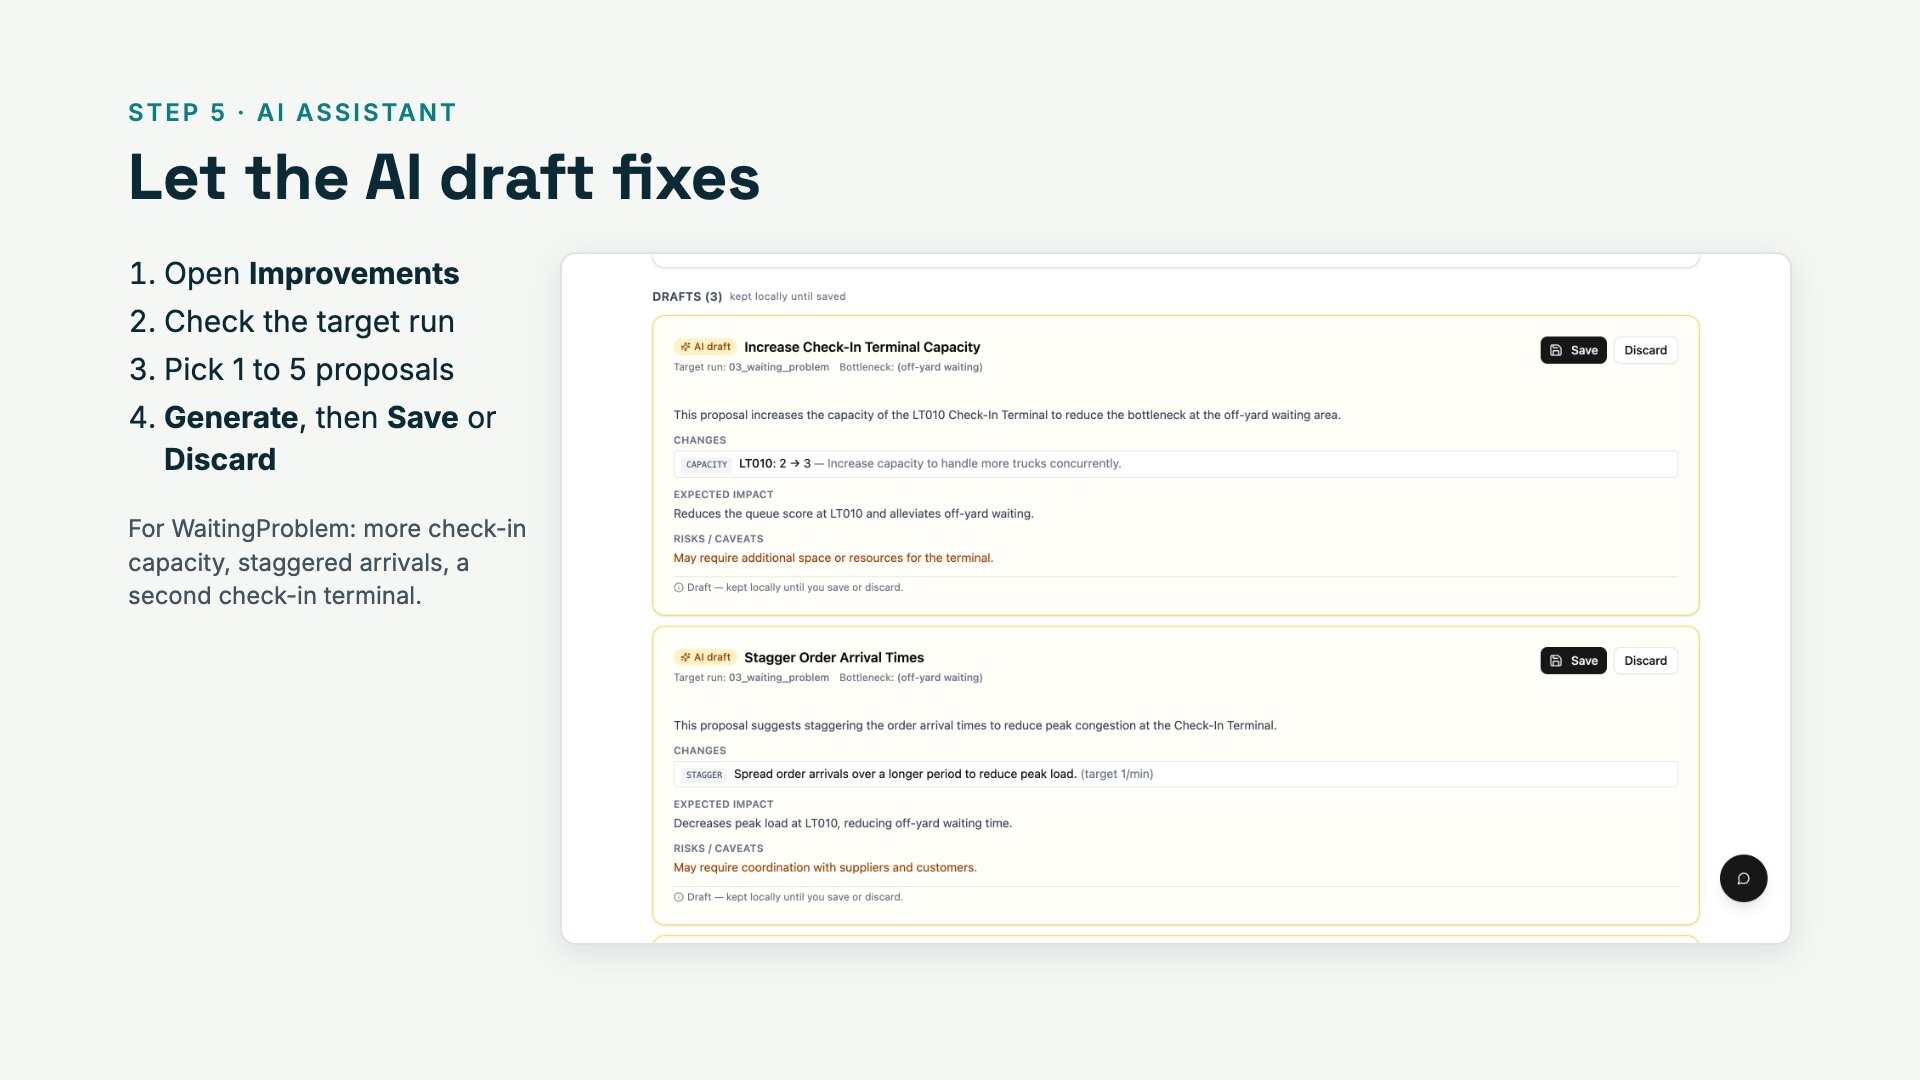 STEP 5 · AI ASSISTANT
Let the AI draft fixes
1. Open Improvements
2. Check the target run
3. Pick 1 to 5 proposals
4. Generate, then Save or
Discard
For WaitingProblem: more check-in
capacity, staggered arrivals, a
second check-in terminal.
DRAFTS (3) kept locally until saved
AI draft Increase Check-In Terminal Capacity Save Discard
Target run: 03_waiting_problem Bottleneck: (off-yard waiting)
This proposal increases the capacity of the LT010 Check-In Terminal to reduce the bottleneck at the off-yard waiting area.
CHANGES
CAPACITY LT010: 2 → 3 — Increase capacity to handle more trucks concurrently.
EXPECTED IMPACT
Reduces the queue score at LT010 and alleviates off-yard waiting.
RISKS / CAVEATS
May require additional space or resources for the terminal.
Draft — kept locally until you save or discard.
AI draft Stagger Order Arrival Times Save Discard
Target run: 03_waiting_problem Bottleneck: (off-yard waiting)
This proposal suggests staggering the order arrival times to reduce peak congestion at the Check-In Terminal.
CHANGES
STAGGER Spread order arrivals over a longer period to reduce peak load. (target 1/min)
EXPECTED IMPACT
Decreases peak load at LT010, reducing off-yard waiting time.
RISKS / CAVEATS
May require coordination with suppliers and customers.
Draft — kept locally until you save or discard.